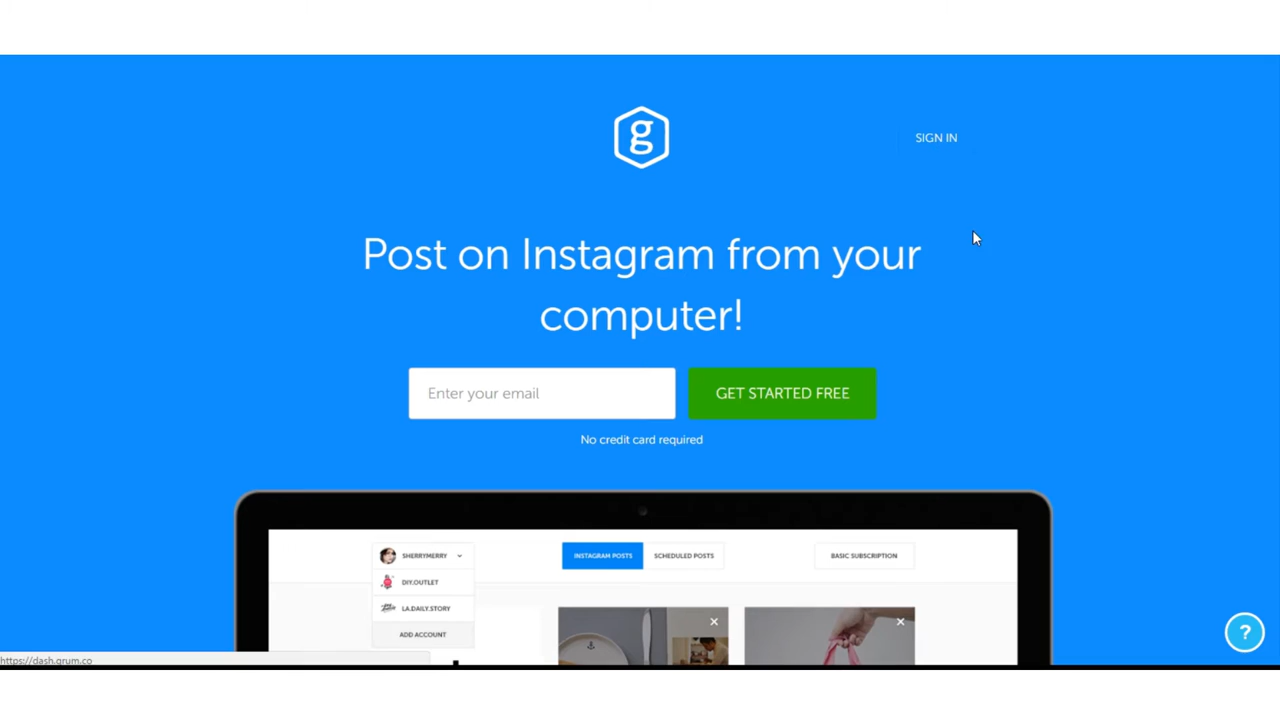 g
SIGN IN
Post on Instagram from your
computer!
Enter your email
GET STARTED FREE
No credit card required
SHERRYMERRY
INSTAGRAM POSTS
SCHEDULED POSTS
BASIC SUBSCRIPTION
DIY.OUTLET
LA.DAILY.STORY
ADD ACCOUNT
?
https://dash.grum.co